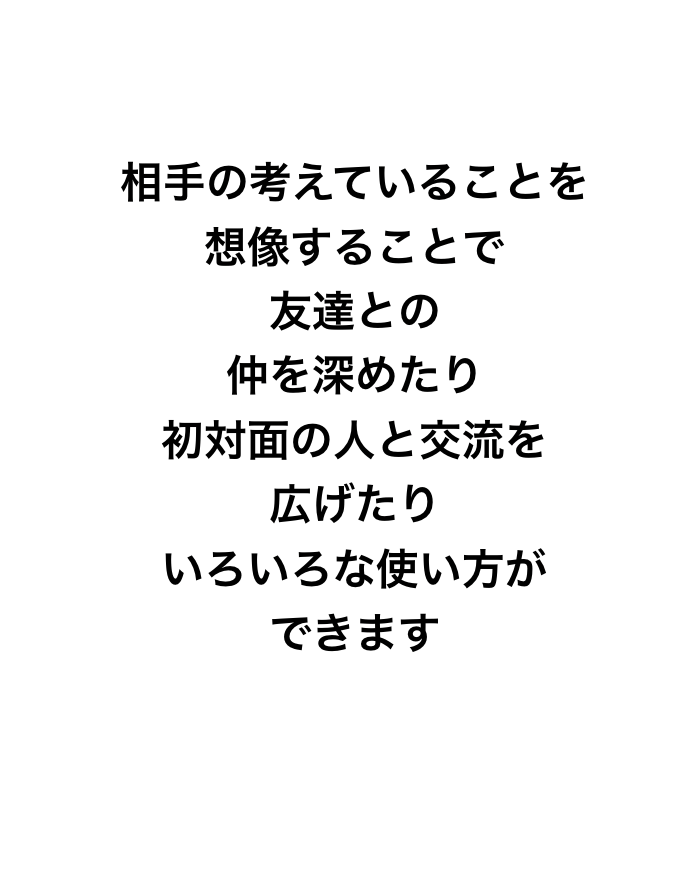 相手の考えていることを
想像することで
友達との
仲を深めたり
初対面の人と交流を
広げたり
いろいろな使い方が
できます